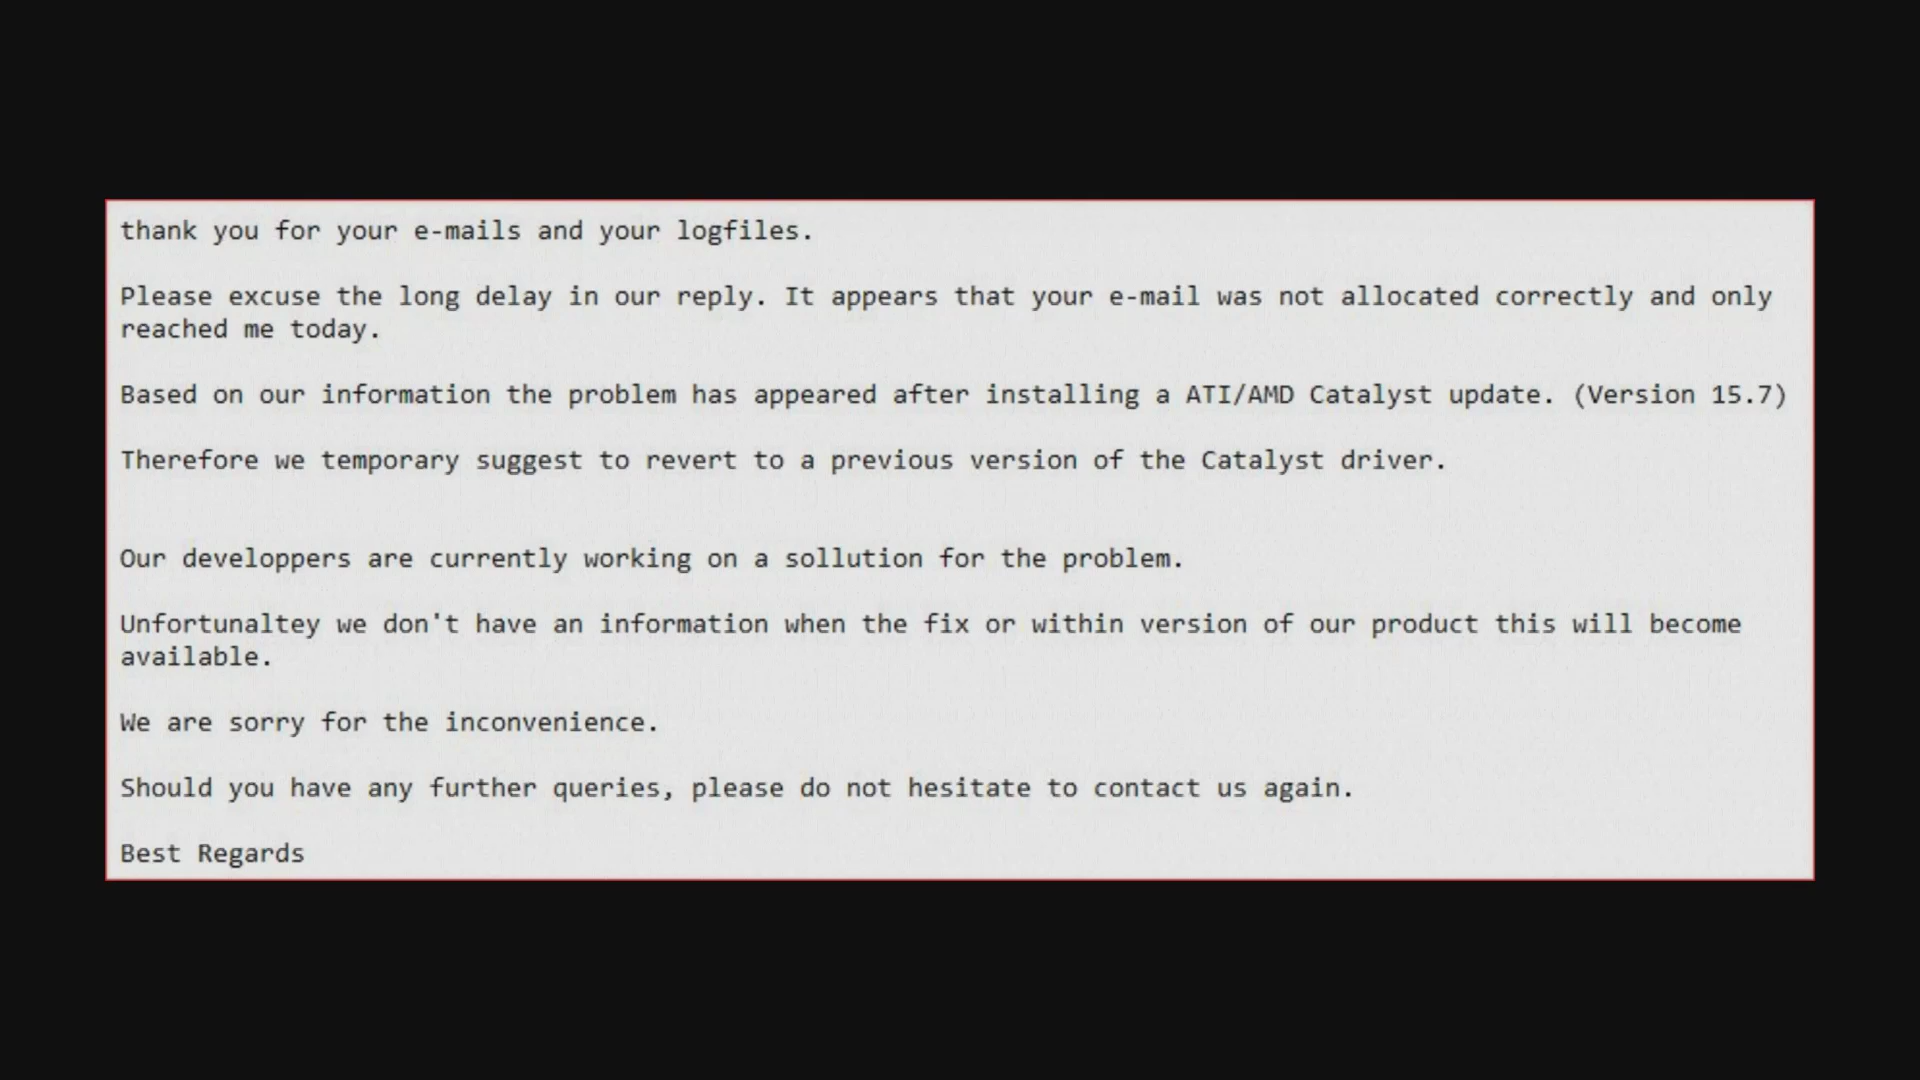 thank you for your e-mails and your logfiles.
Please excuse the long delay in our reply. It appears that your e-mail was not allocated correctly and only
reached me today.
Based on our information the problem has appeared after installing a ATI/AMD Catalyst update. (Version 15.7)
Therefore we temporary suggest to revert to a previous version of the Catalyst driver.
Our developpers are currently working on a sollution for the problem.
Unfortunaltey we don't have an information when the fix or within version of our product this will become
available.
We are sorry for the inconvenience.
Should you have any further queries, please do not hesitate to contact us again.
Best Regards